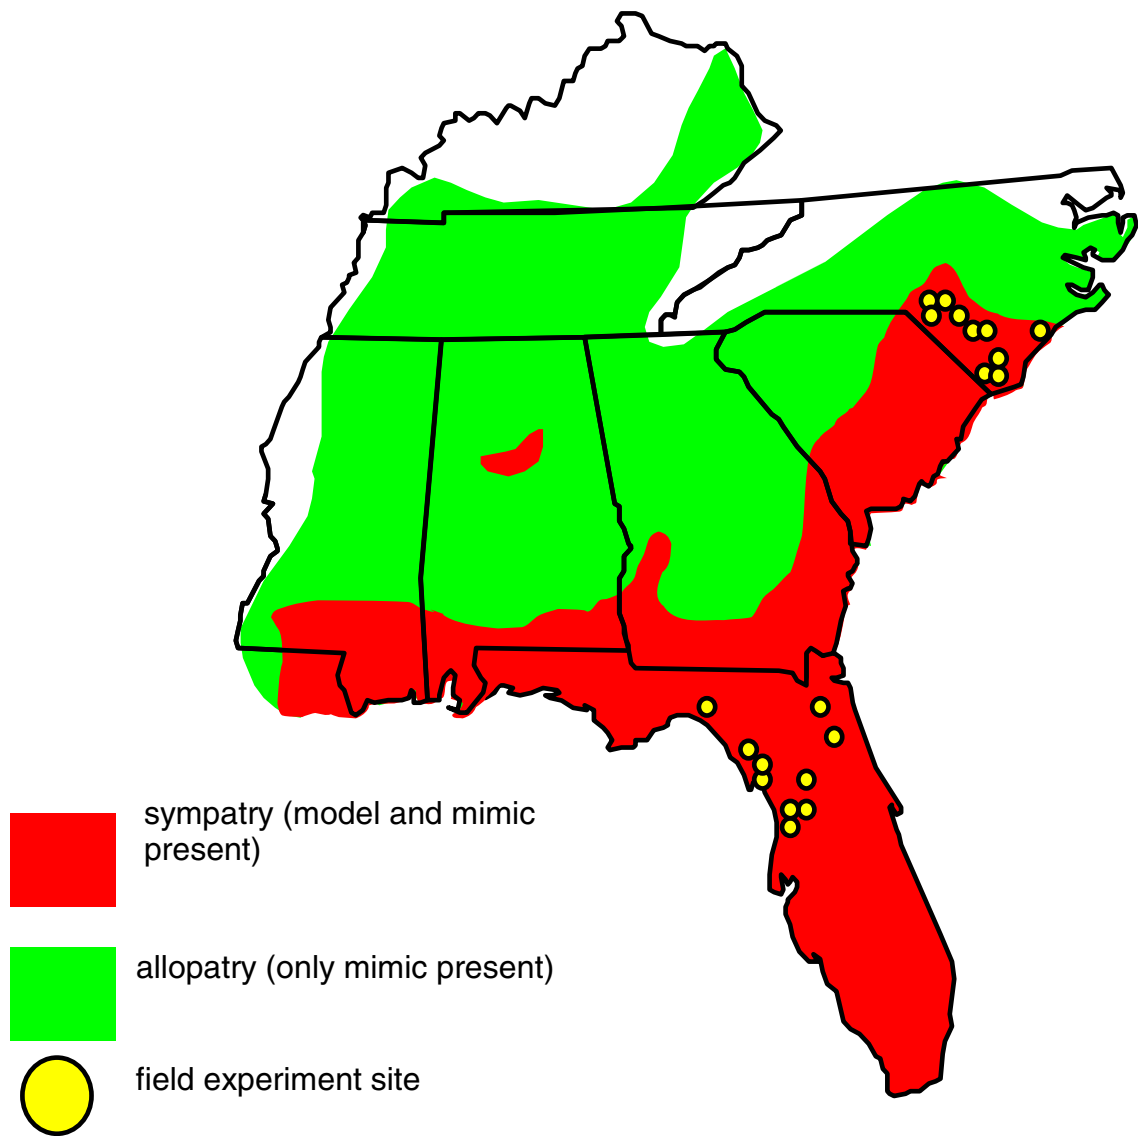 sympatry (model and mimic
present)
allopatry (only mimic present)
field experiment site